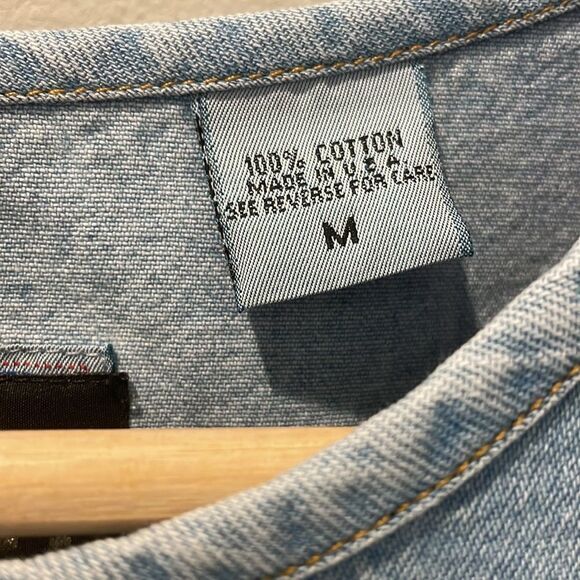 100% COTTON
MADE IN U S A
SEE REVERSE FOR CARE
M